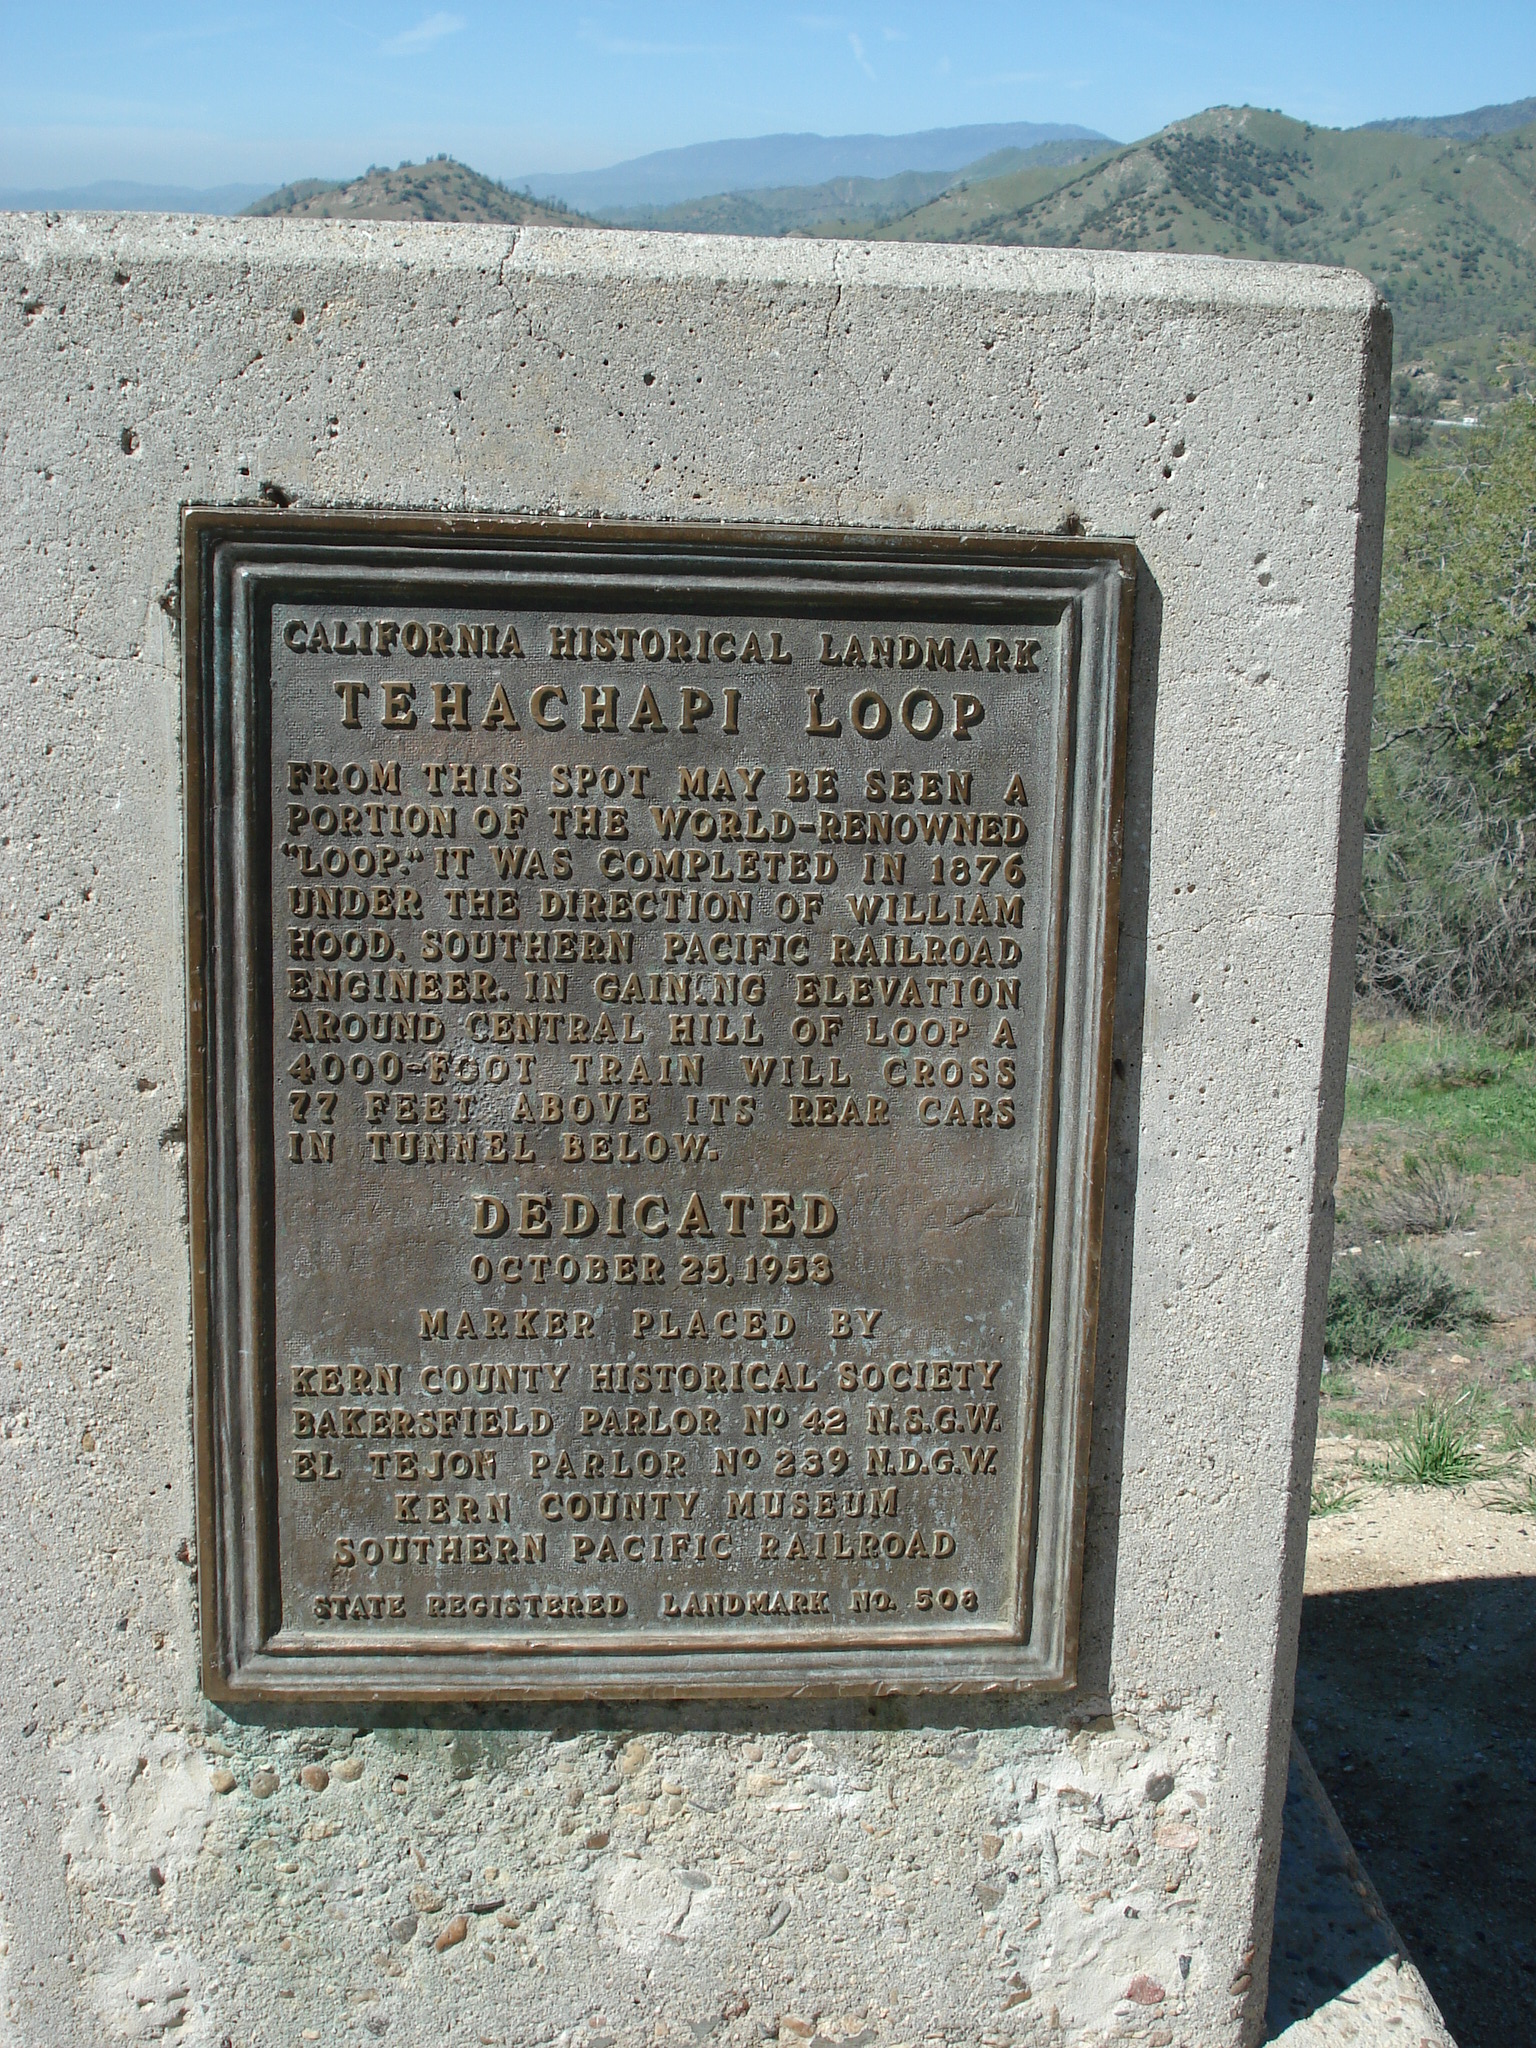 CALIFORNIA HISTORICAL LANDMARK
TEHACHAPI LOOP
FROM THIS SPOT MAY BE SEEN A
PORTION OF THE WORLD-RENOWNED
"LOOP." IT WAS COMPLETED IN 1876
UNDER THE DIRECTION OF WILLIAM
HOOD, SOUTHERN PACIFIC RAILROAD
ENGINEER. IN GAINING ELEVATION
AROUND CENTRAL HILL OF LOOP A
4000-FOOT TRAIN WILL CROSS
77 FEET ABOVE ITS REAR CARS
IN TUNNEL BELOW.
DEDICATED
OCTOBER 25, 1953
MARKER PLACED BY
KERN COUNTY HISTORICAL SOCIETY
BAKERSFIELD PARLOR Nº 42 N.S.G.W.
EL TEJON PARLOR Nº 239 N.D.G.W.
KERN COUNTY MUSEUM
SOUTHERN PACIFIC RAILROAD
STATE REGISTERED LANDMARK NO. 508